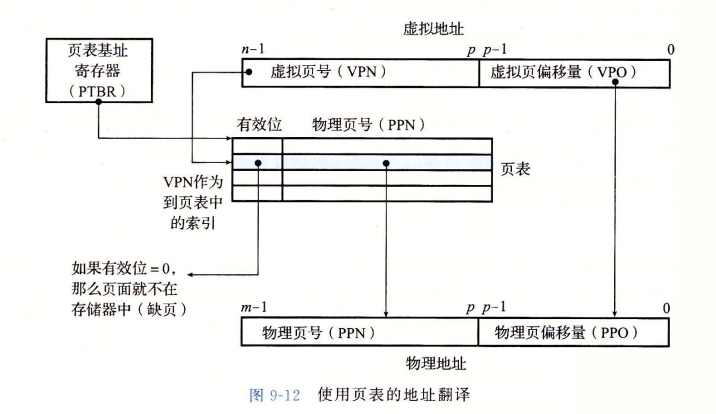 虚拟地址
页表基址
寄存器
（PTBR）
n-1 p p-1 0
虚拟页号（VPN） 虚拟页偏移量（VPO）
有效位 物理页号（PPN）
页表
VPN作为
到页表中
的索引
如果有效位=0，
那么页面就不在
存储器中（缺页）
m-1 p p-1 0
物理页号（PPN） 物理页偏移量（PPO）
物理地址
图 9-12 使用页表的地址翻译